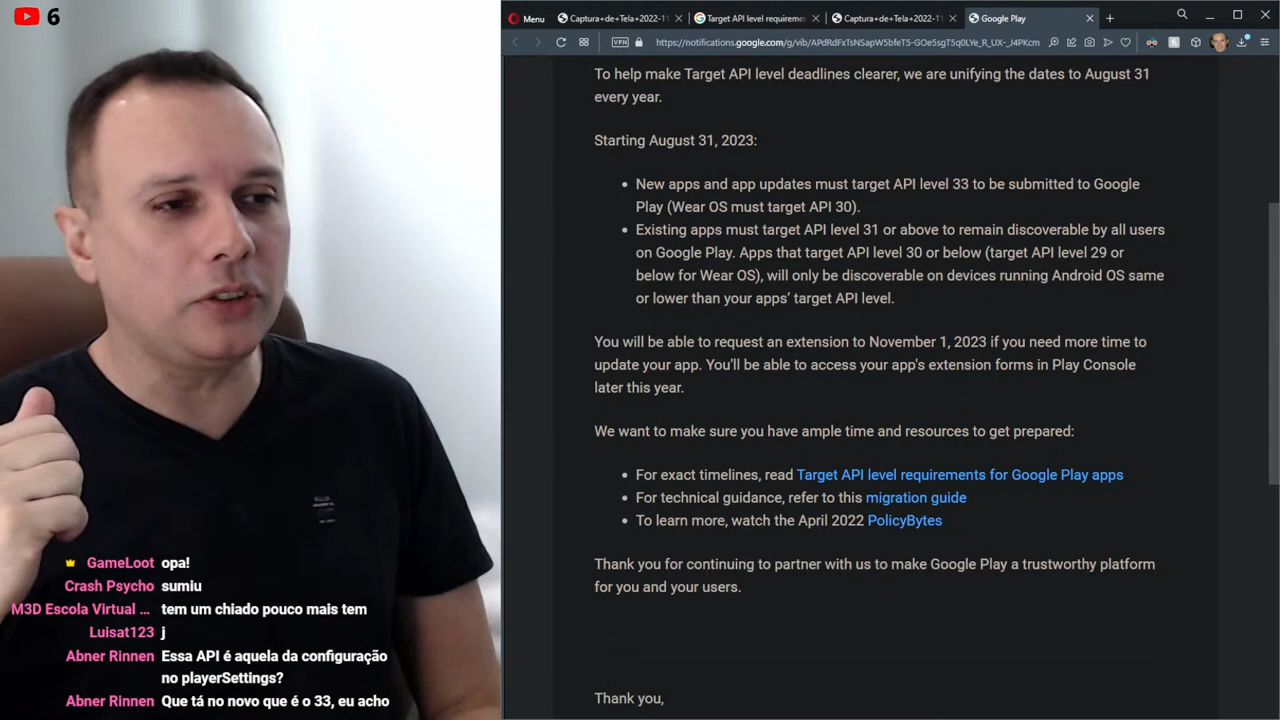 6
Menu
Captura+de+Tela+2022-11
Target API level requiremen
Captura+de+Tela+2022-11
Google Play
VPN
https://notifications.google.com/g/vib/
To help make Target API level deadlines clearer, we are unifying the dates to August 31
every year.
Starting August 31, 2023:
• New apps and app updates must target API level 33 to be submitted to Google
Play (Wear OS must target API 30).
• Existing apps must target API level 31 or above to remain discoverable by all users
on Google Play. Apps that target API level 30 or below (target API level 29 or
below for Wear OS), will only be discoverable on devices running Android OS same
or lower than your apps’ target API level.
You will be able to request an extension to November 1, 2023 if you need more time to
update your app. You'll be able to access your app's extension forms in Play Console
later this year.
We want to make sure you have ample time and resources to get prepared:
• For exact timelines, read Target API level requirements for Google Play apps
• For technical guidance, refer to this migration guide
• To learn more, watch the April 2022 PolicyBytes
Thank you for continuing to partner with us to make Google Play a trustworthy platform
for you and your users.
Thank you,
GameLoot opa!
Crash Psycho sumiu
M3D Escola Virtual ... tem um chiado pouco mais tem
Luisat123 j
Abner Rinnen Essa API é aquela da configuração
no playerSettings?
Abner Rinnen Que tá no novo que é o 33, eu acho